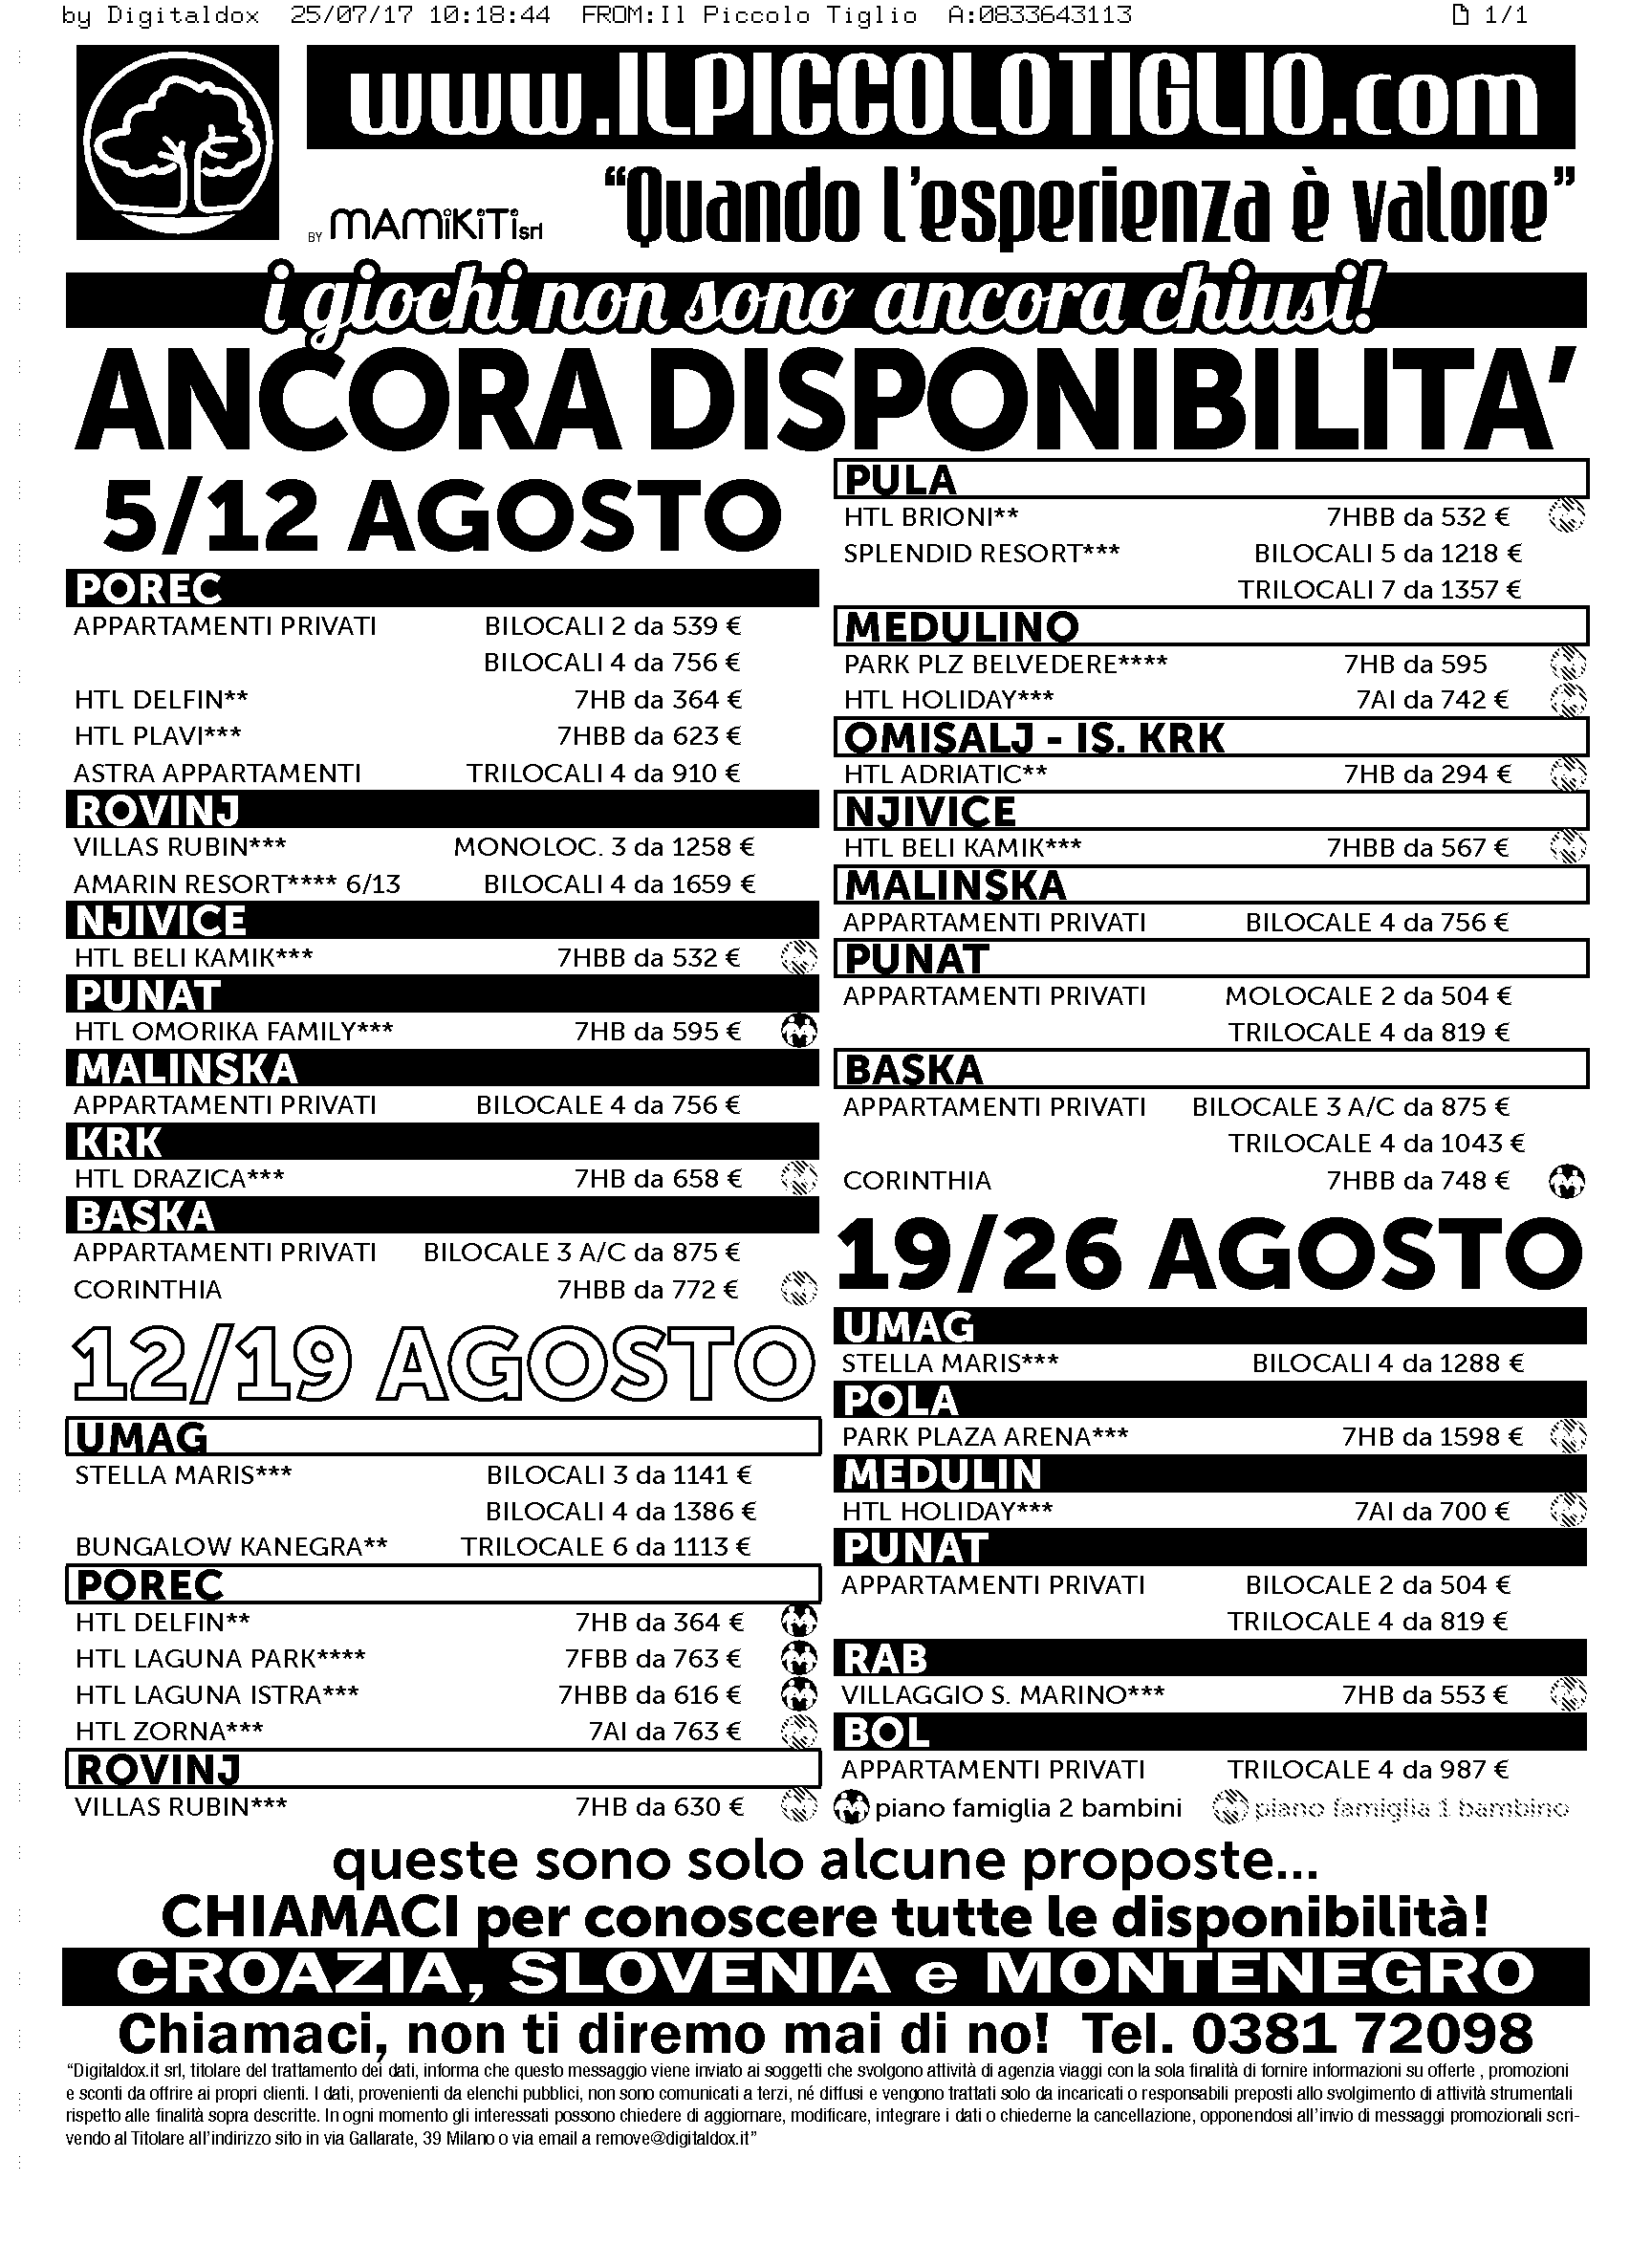 by Digitaldox 25/07/17 10:18:44 FROM:Il Piccolo Tiglio A:0833643113 1/1
www.ILPICCOLOTIGLIO.com
BY MAMiKiTi srl
“Quando l'esperienza è valore”
i giochi non sono ancora chiusi!
ANCORA DISPONIBILITA’
5/12 AGOSTO
POREC
APPARTAMENTI PRIVATI BILOCALI 2 da 539 €
BILOCALI 4 da 756 €
HTL DELFIN** 7HB da 364 €
HTL PLAVI*** 7HBB da 623 €
ASTRA APPARTAMENTI TRILOCALI 4 da 910 €
ROVINJ
VILLAS RUBIN*** MONOLOC. 3 da 1258 €
AMARIN RESORT**** 6/13 BILOCALI 4 da 1659 €
NJIVICE
HTL BELI KAMIK*** 7HBB da 532 €
PUNAT
HTL OMORIKA FAMILY*** 7HB da 595 €
MALINSKA
APPARTAMENTI PRIVATI BILOCALE 4 da 756 €
KRK
HTL DRAZICA*** 7HB da 658 €
BASKA
APPARTAMENTI PRIVATI BILOCALE 3 A/C da 875 €
CORINTHIA 7HBB da 772 €
12/19 AGOSTO
UMAG
STELLA MARIS*** BILOCALI 3 da 1141 €
BILOCALI 4 da 1386 €
BUNGALOW KANEGRA** TRILOCALE 6 da 1113 €
POREC
HTL DELFIN** 7HB da 364 €
HTL LAGUNA PARK**** 7FBB da 763 €
HTL LAGUNA ISTRA*** 7HBB da 616 €
HTL ZORNA*** 7AI da 763 €
ROVINJ
VILLAS RUBIN*** 7HB da 630 €
PULA
HTL BRIONI** 7HBB da 532 €
SPLENDID RESORT*** BILOCALI 5 da 1218 €
TRILOCALI 7 da 1357 €
MEDULINO
PARK PLZ BELVEDERE**** 7HB da 595
HTL HOLIDAY*** 7AI da 742 €
OMISALJ - IS. KRK
HTL ADRIATIC** 7HB da 294 €
NJIVICE
HTL BELI KAMIK*** 7HBB da 567 €
MALINSKA
APPARTAMENTI PRIVATI BILOCALE 4 da 756 €
PUNAT
APPARTAMENTI PRIVATI MOLOCALE 2 da 504 €
TRILOCALE 4 da 819 €
BASKA
APPARTAMENTI PRIVATI BILOCALE 3 A/C da 875 €
TRILOCALE 4 da 1043 €
CORINTHIA 7HBB da 748 €
19/26 AGOSTO
UMAG
STELLA MARIS*** BILOCALI 4 da 1288 €
POLA
PARK PLAZA ARENA*** 7HB da 1598 €
MEDULIN
HTL HOLIDAY*** 7AI da 700 €
PUNAT
APPARTAMENTI PRIVATI BILOCALE 2 da 504 €
TRILOCALE 4 da 819 €
RAB
VILLAGGIO S. MARINO*** 7HB da 553 €
BOL
APPARTAMENTI PRIVATI TRILOCALE 4 da 987 €
piano famiglia 2 bambini piano famiglia 1 bambino
queste sono solo alcune proposte...
CHIAMACI per conoscere tutte le disponibilità!
CROAZIA, SLOVENIA e MONTENEGRO
Chiamaci, non ti diremo mai di no! Tel. 0381 72098
“Digitaldox.it srl, titolare del trattamento dei dati, informa che questo messaggio viene inviato ai soggetti che svolgono attività di agenzia viaggi con la sola finalità di fornire informazioni su offerte , promozioni
e sconti da offrire ai propri clienti. I dati, provenienti da elenchi pubblici, non sono comunicati a terzi, né diffusi e vengono trattati solo da incaricati o responsabili preposti allo svolgimento di attività strumentali
rispetto alle finalità sopra descritte. In ogni momento gli interessati possono chiedere di aggiornare, modificare, integrare i dati o chiederne la cancellazione, opponendosi all’invio di messaggi promozionali scri-
vendo al Titolare all’indirizzo sito in via Gallarate, 39 Milano o via email a remove@digitaldox.it”